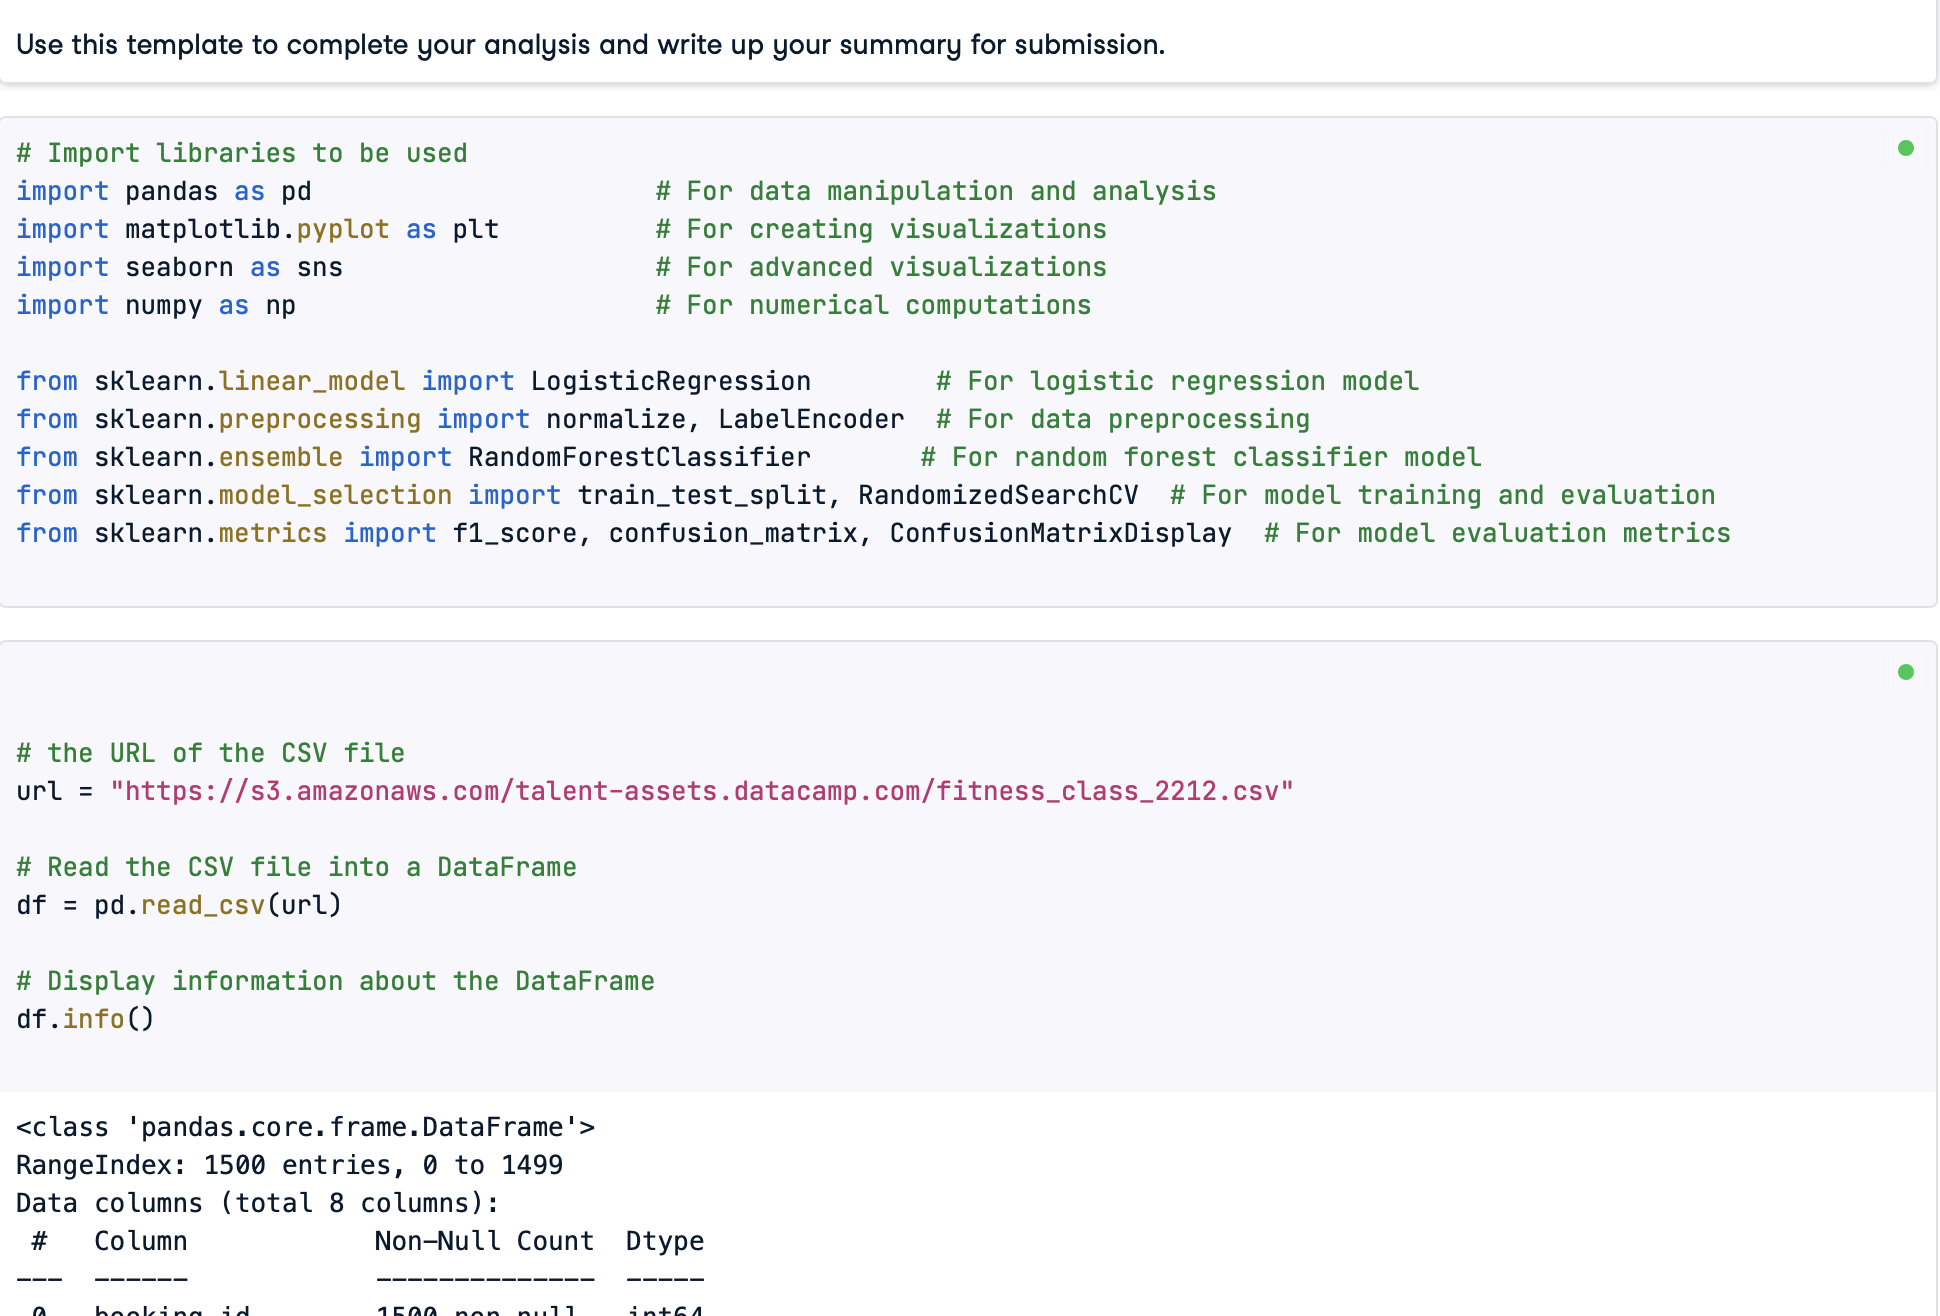 Use this template to complete your analysis and write up your summary for submission.
# Import libraries to be used
import pandas as pd                       # For data manipulation and analysis
import matplotlib.pyplot as plt           # For creating visualizations
import seaborn as sns                     # For advanced visualizations
import numpy as np                        # For numerical computations
from sklearn.linear_model import LogisticRegression        # For logistic regression model
from sklearn.preprocessing import normalize, LabelEncoder  # For data preprocessing
from sklearn.ensemble import RandomForestClassifier       # For random forest classifier model
from sklearn.model_selection import train_test_split, RandomizedSearchCV  # For model training and evaluation
from sklearn.metrics import f1_score, confusion_matrix, ConfusionMatrixDisplay  # For model evaluation metrics
# the URL of the CSV file
url = "https://s3.amazonaws.com/talent-assets.datacamp.com/fitness_class_2212.csv"
# Read the CSV file into a DataFrame
df = pd.read_csv(url)
# Display information about the DataFrame
df.info()
<class 'pandas.core.frame.DataFrame'>
RangeIndex: 1500 entries, 0 to 1499
Data columns (total 8 columns):
 #   Column            Non-Null Count  Dtype
---  ------            --------------  -----
 0   booking_id        1500 non-null   int64